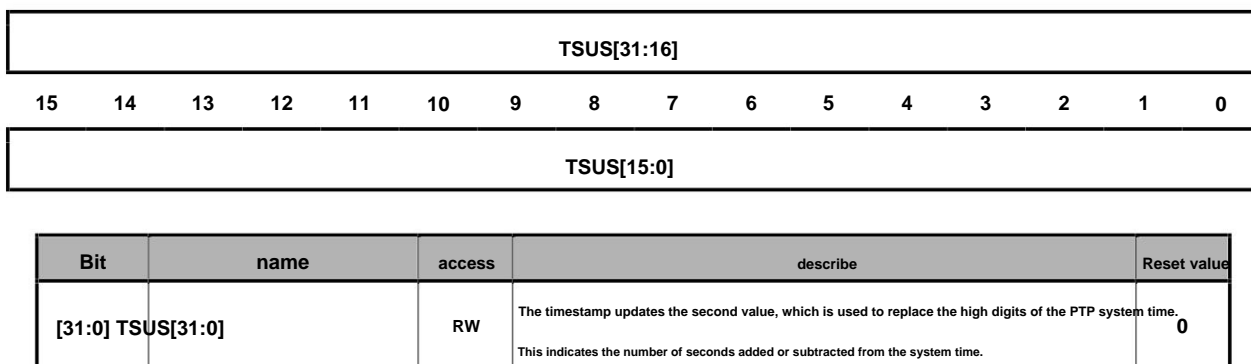 TSUS[31:16]
15 14 13 12 11 10 9 8 7 6 5 4 3 2 1 0
TSUS[15:0]
Bit name access describe Reset value
[31:0] TSUS[31:0] RW The timestamp updates the second value, which is used to replace the high digits of the PTP system time. 0
This indicates the number of seconds added or subtracted from the system time.